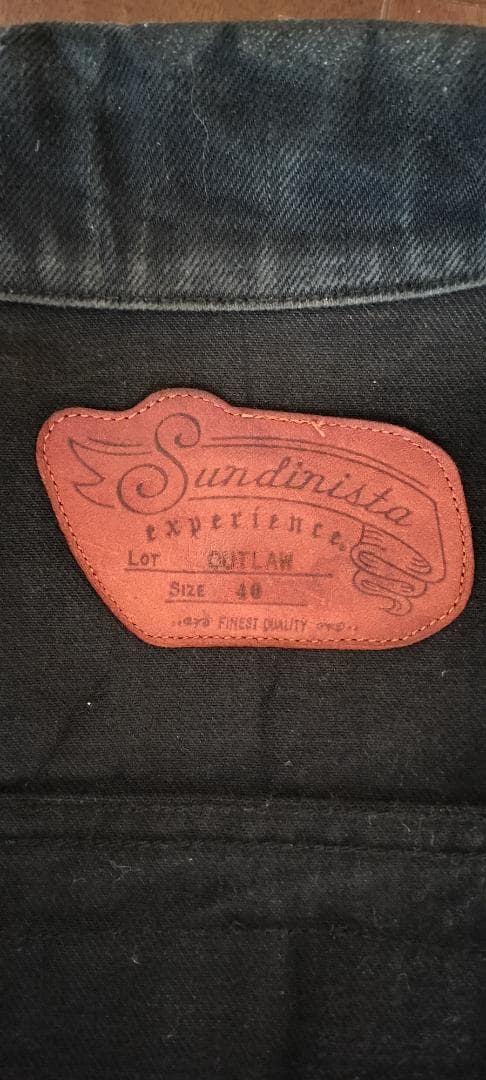 Sundinista
experience.
LOT OUTLAW
SIZE 40
FINEST QUALITY